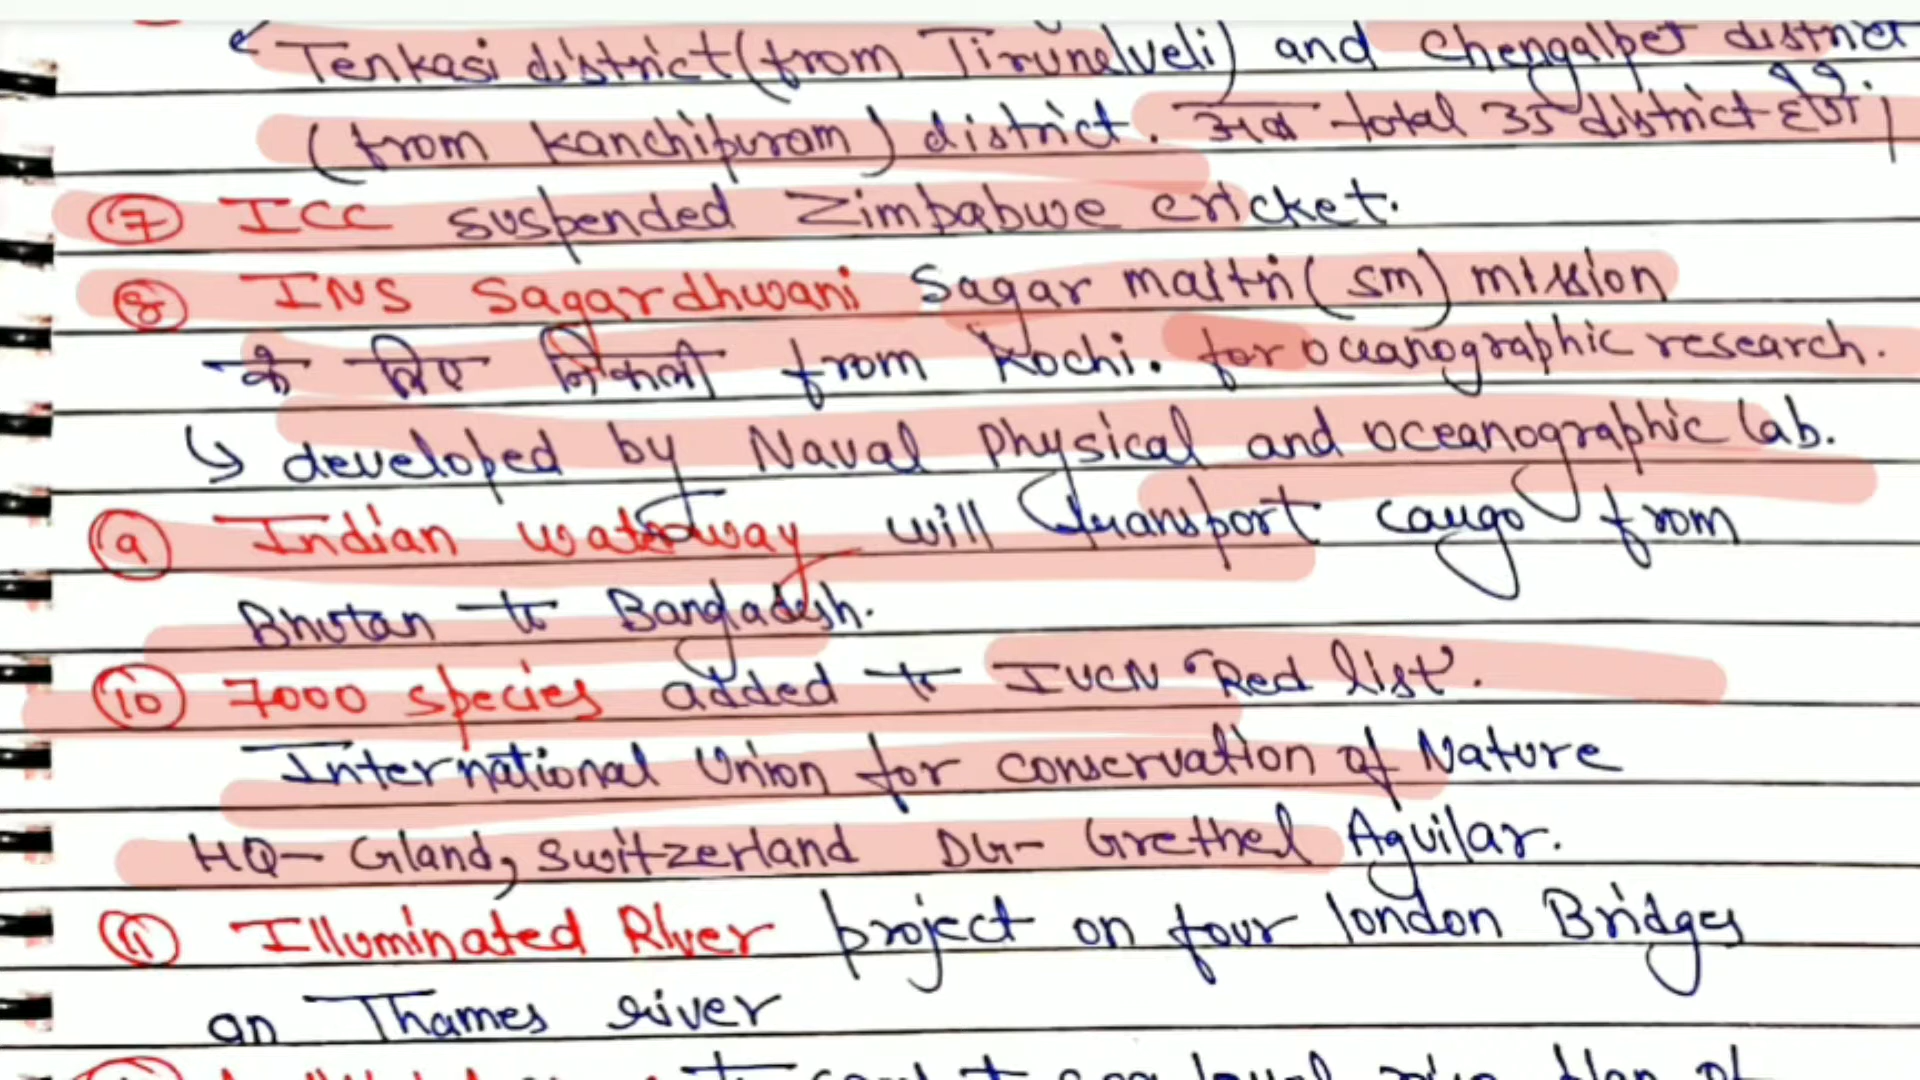 Tenkasi district (from Tirunelveli) and Chengalpet district
(from Kanchipuram) district. अब total 35 district होंगे।
⑦ ICC suspended Zimbabwe cricket.
⑧ INS Sagardhwani Sagar maitri (SM) mission
के लिए निकली from Kochi. for oceanographic research.
↳ developed by Naval Physical and oceanographic lab.
⑨ Indian waterway will transport cargo from
Bhutan to Bangladesh.
⑩ 7000 species added to IUCN "Red list".
International Union for conservation of Nature
HQ- Gland, Switzerland DG- Grethel Aguilar.
⑪ Illuminated River project on four london Bridges
on Thames river